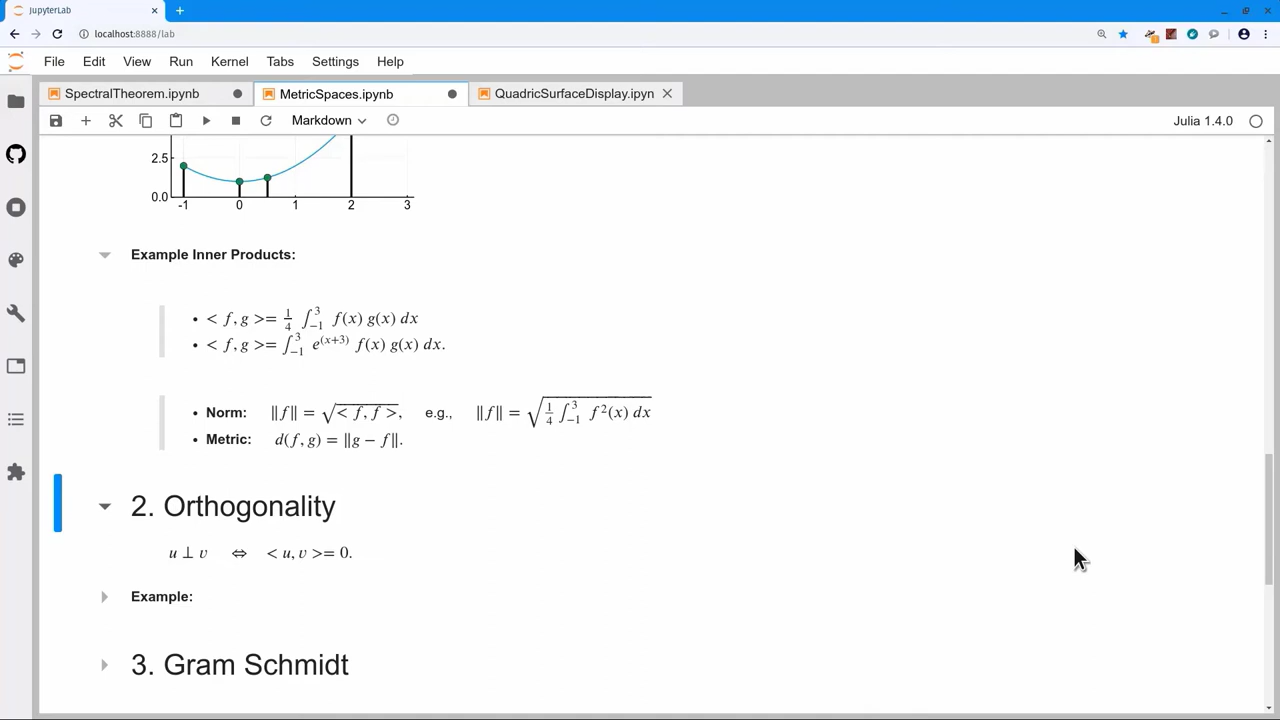 JupyterLab
localhost:8888/lab
File Edit View Run Kernel Tabs Settings Help
SpectralTheorem.ipynb MetricSpaces.ipynb QuadricSurfaceDisplay.ipyn
Markdown Julia 1.4.0
2.5
0.0
-1 0 1 2 3
Example Inner Products:
• < f, g >= 1/4 ∫_{-1}^{3} f(x) g(x) dx
• < f, g >= ∫_{-1}^{3} e^{(x+3)} f(x) g(x) dx.
• Norm: ‖f‖ = √< f, f >, e.g., ‖f‖ = √(1/4 ∫_{-1}^{3} f²(x) dx)
• Metric: d(f, g) = ‖g − f‖.
2. Orthogonality
u ⊥ v ⇔ < u, v >= 0.
Example:
3. Gram Schmidt